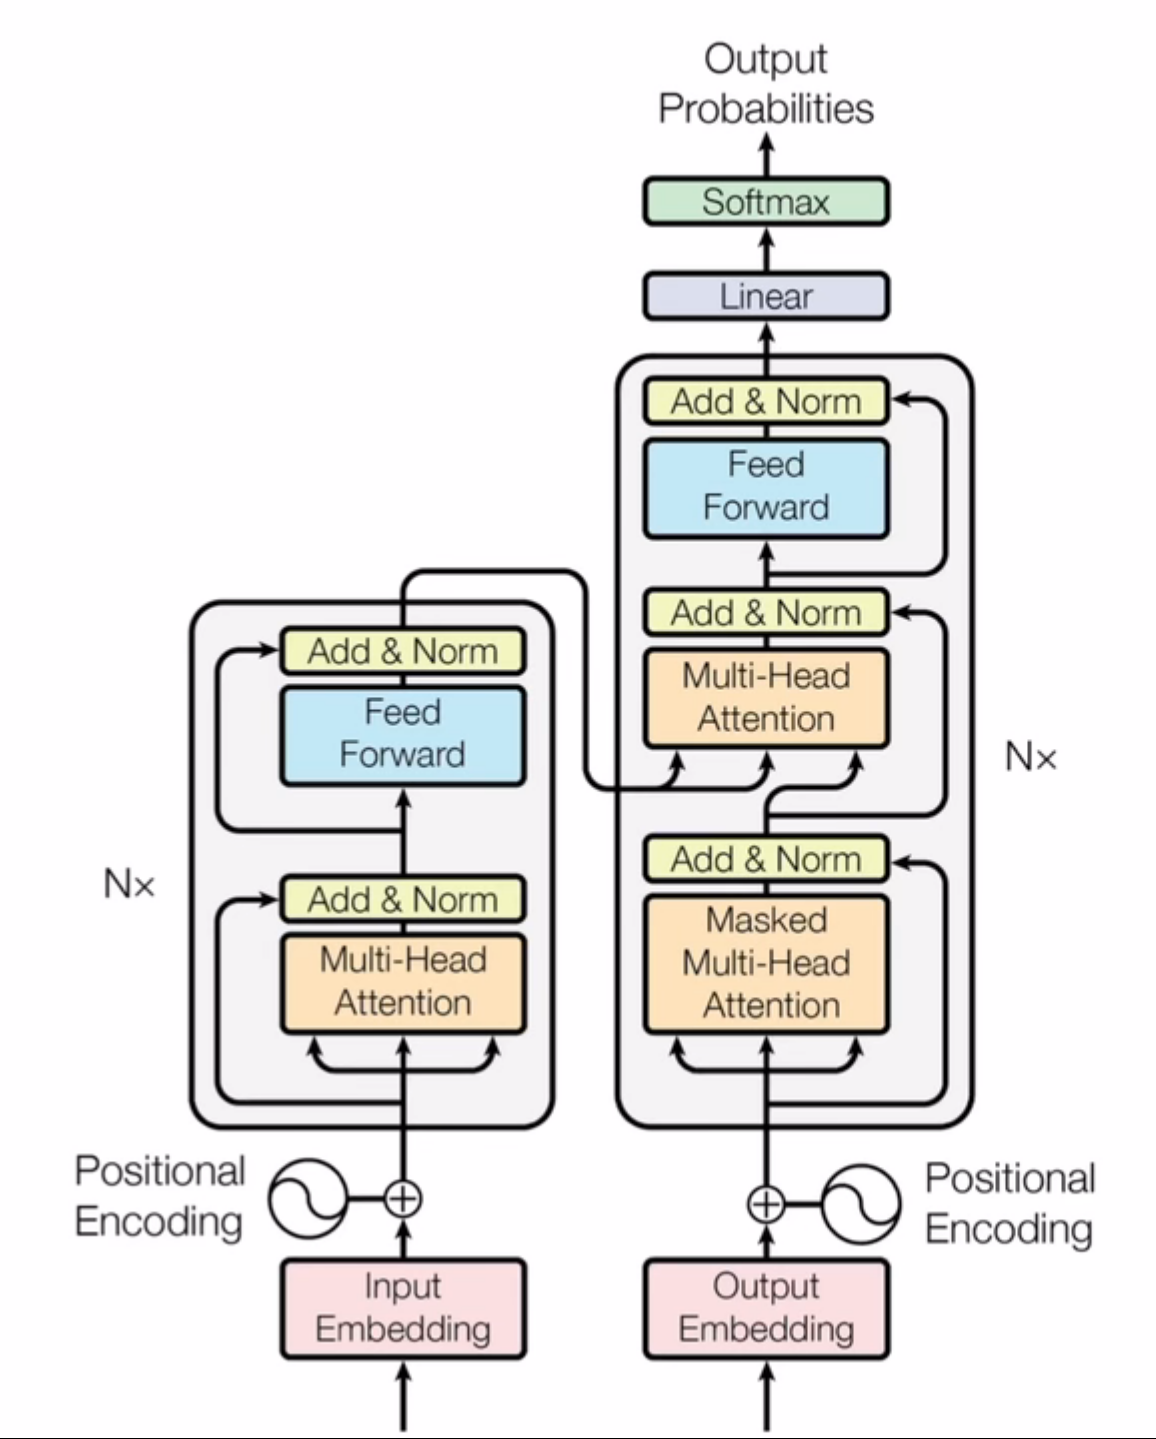 Output
Probabilities
Softmax
Linear
Add & Norm
Feed
Forward
Add & Norm
Multi-Head
Attention
Nx
Add & Norm
Masked
Multi-Head
Attention
Add & Norm
Feed
Forward
Nx
Add & Norm
Multi-Head
Attention
Positional
Encoding
Positional
Encoding
Input
Embedding
Output
Embedding